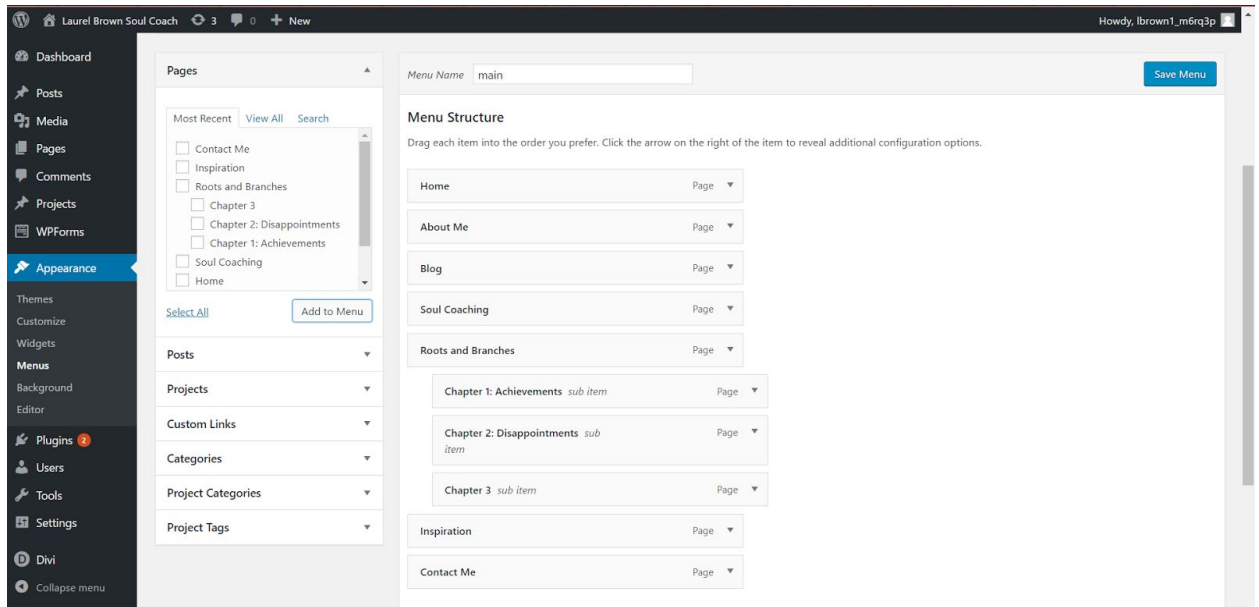 Laurel Brown Soul Coach 3 0 New
Howdy, lbrown1_m6rq3p
Dashboard
Posts
Media
Pages
Comments
Projects
WPForms
Appearance
Themes
Customize
Widgets
Menus
Background
Editor
Plugins 2
Users
Tools
Settings
Divi
Collapse menu
Pages
Most Recent View All Search
Contact Me
Inspiration
Roots and Branches
Chapter 3
Chapter 2: Disappointments
Chapter 1: Achievements
Soul Coaching
Home
Select All Add to Menu
Posts
Projects
Custom Links
Categories
Project Categories
Project Tags
Menu Name main Save Menu
Menu Structure
Drag each item into the order you prefer. Click the arrow on the right of the item to reveal additional configuration options.
Home Page
About Me Page
Blog Page
Soul Coaching Page
Roots and Branches Page
Chapter 1: Achievements sub item Page
Chapter 2: Disappointments sub Page
item
Chapter 3 sub item Page
Inspiration Page
Contact Me Page